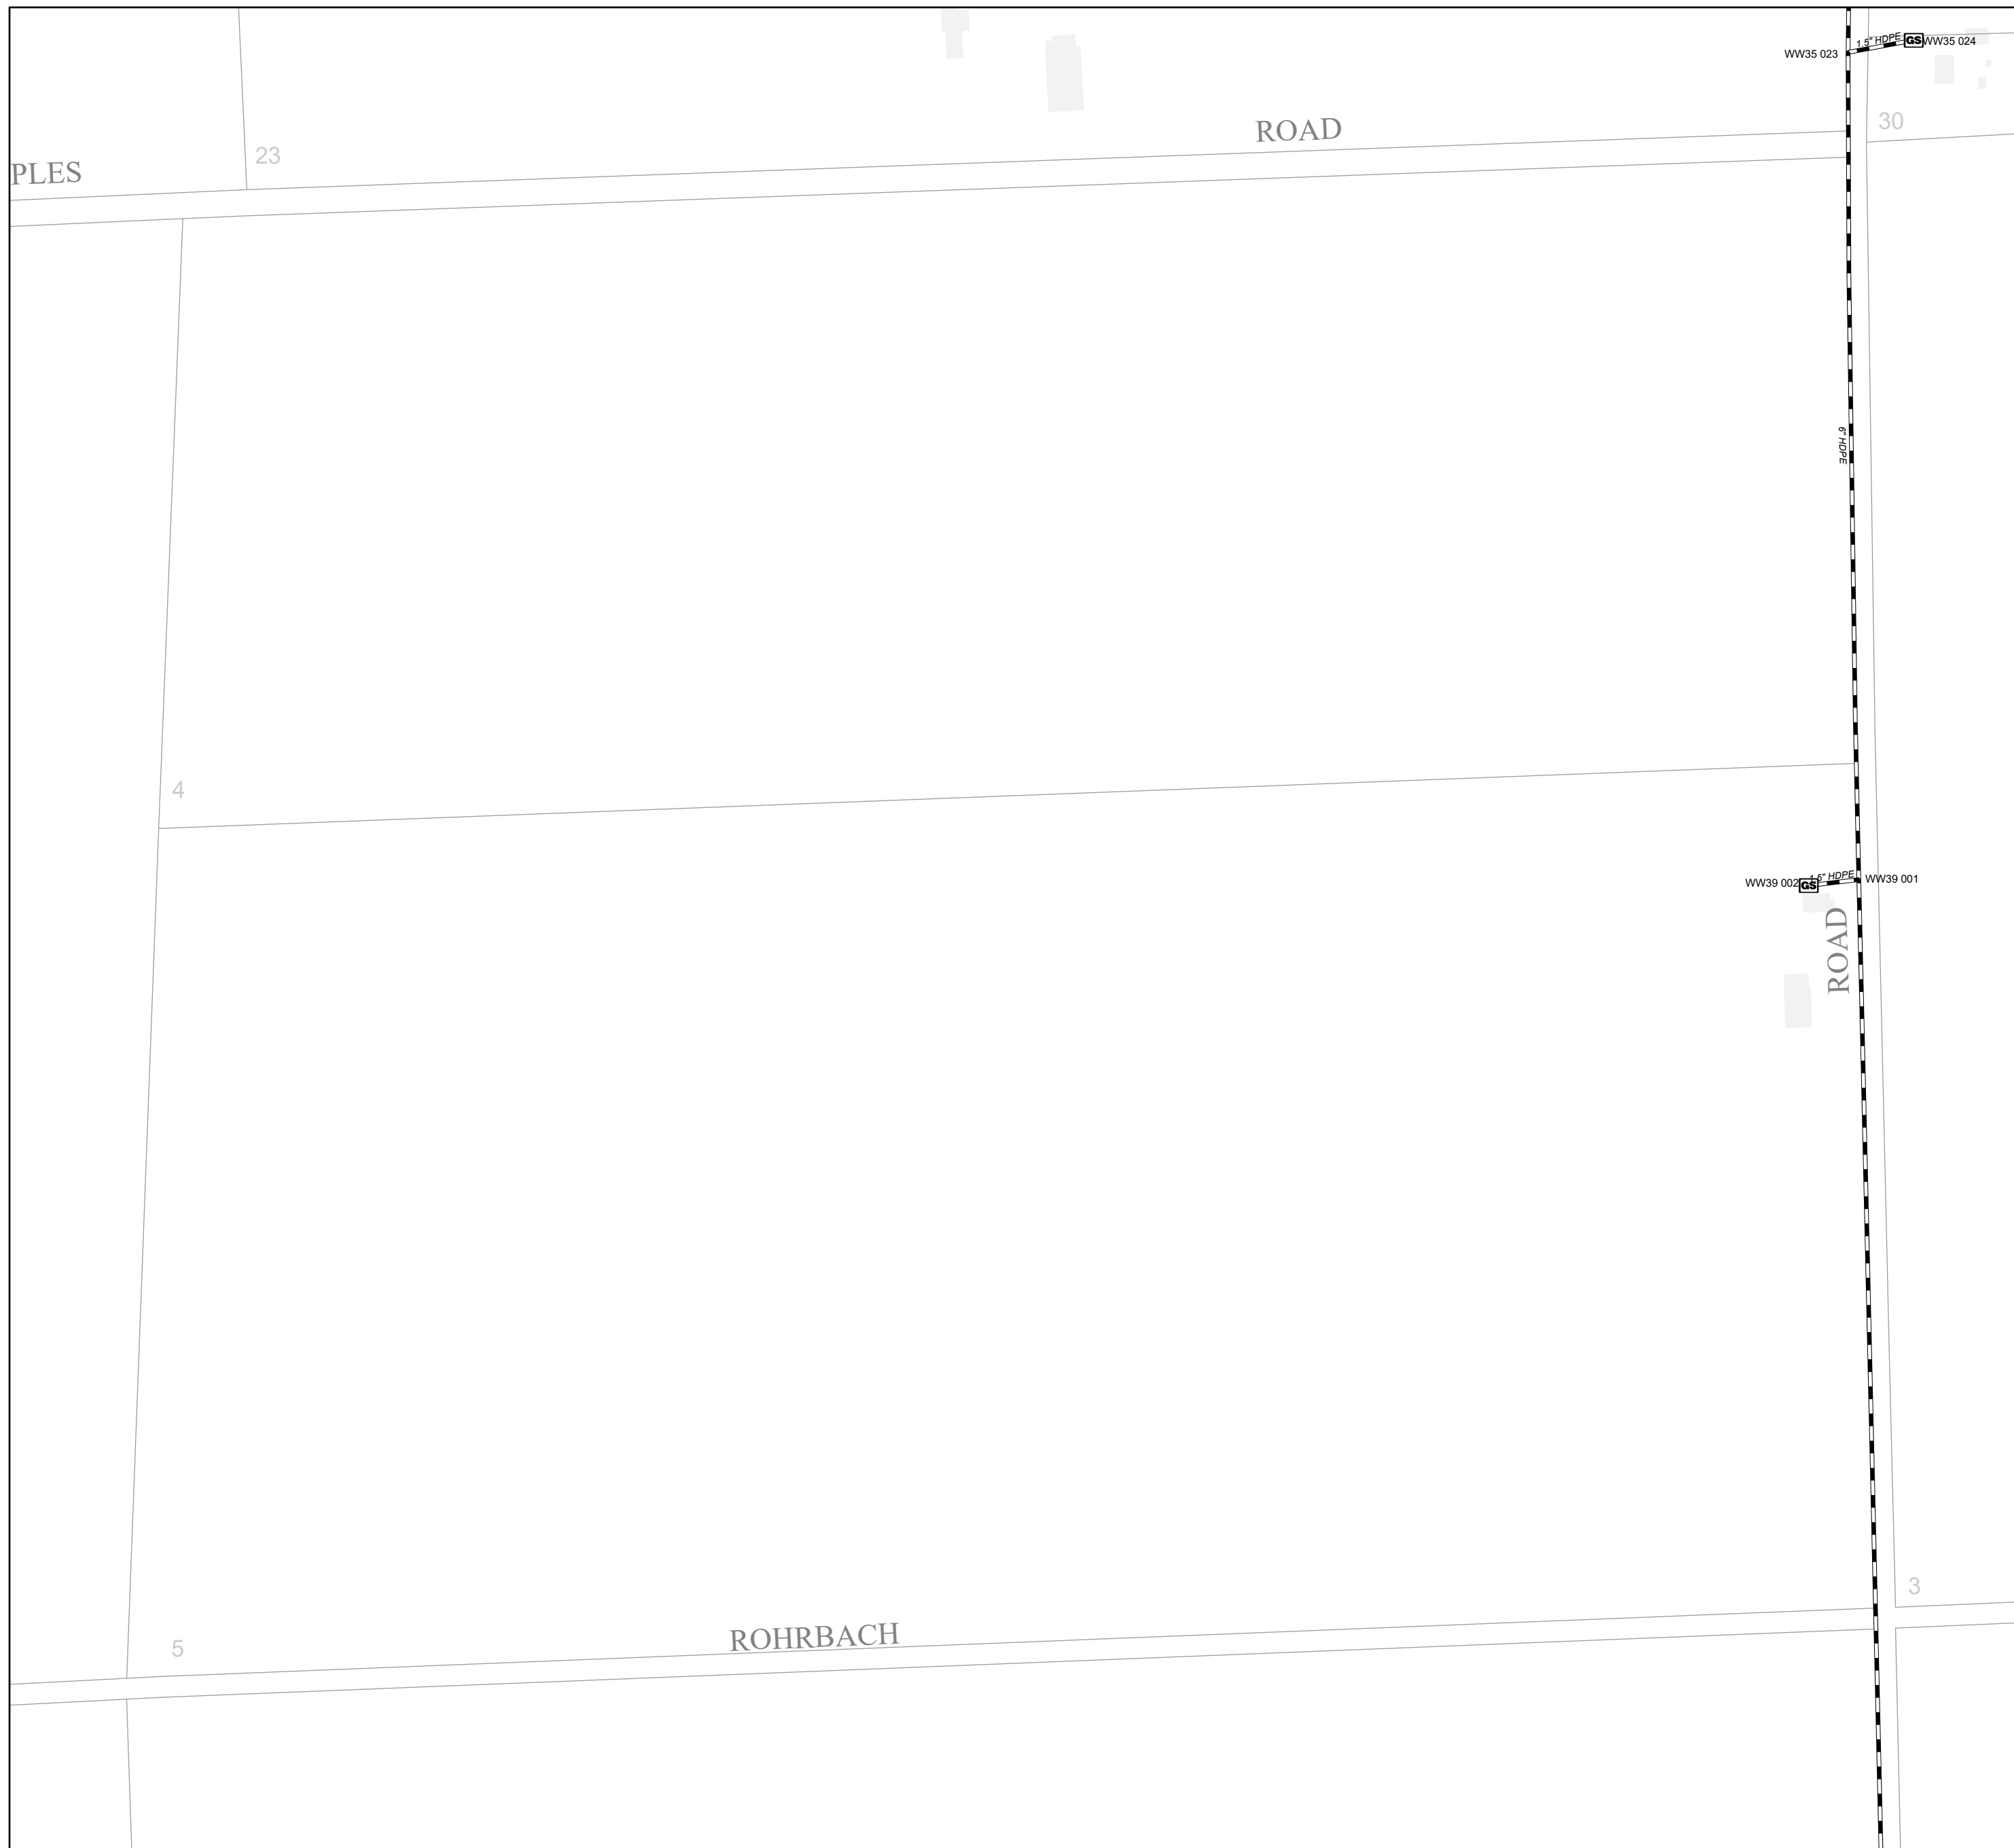 1.5" HDPE
GS
WW35 024
WW35 023
30
ROAD
23
PLES
6" HDPE
4
1.5" HDPE
WW39 002
GS
WW39 001
ROAD
3
ROHRBACH
5